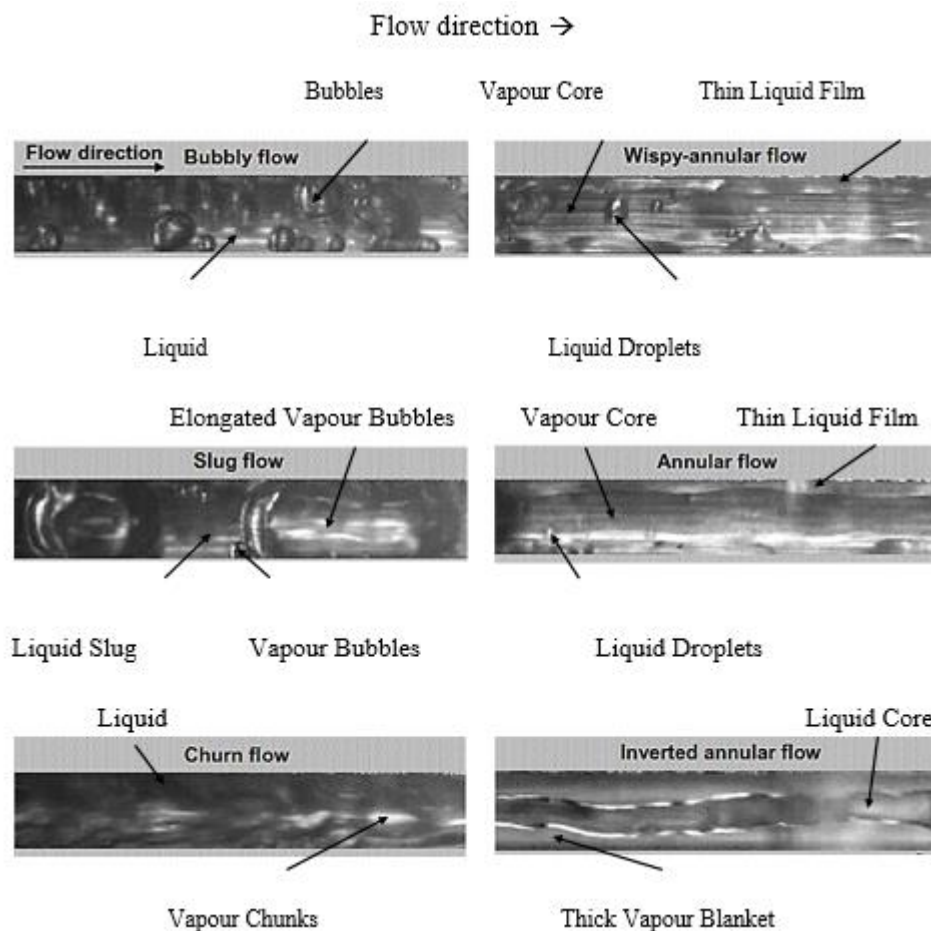 Flow direction →
Bubbles Vapour Core Thin Liquid Film
Flow direction Bubbly flow Wispy-annular flow
Liquid Liquid Droplets
Elongated Vapour Bubbles Vapour Core Thin Liquid Film
Slug flow Annular flow
Liquid Slug Vapour Bubbles Liquid Droplets
Liquid Liquid Core
Churn flow Inverted annular flow
Vapour Chunks Thick Vapour Blanket